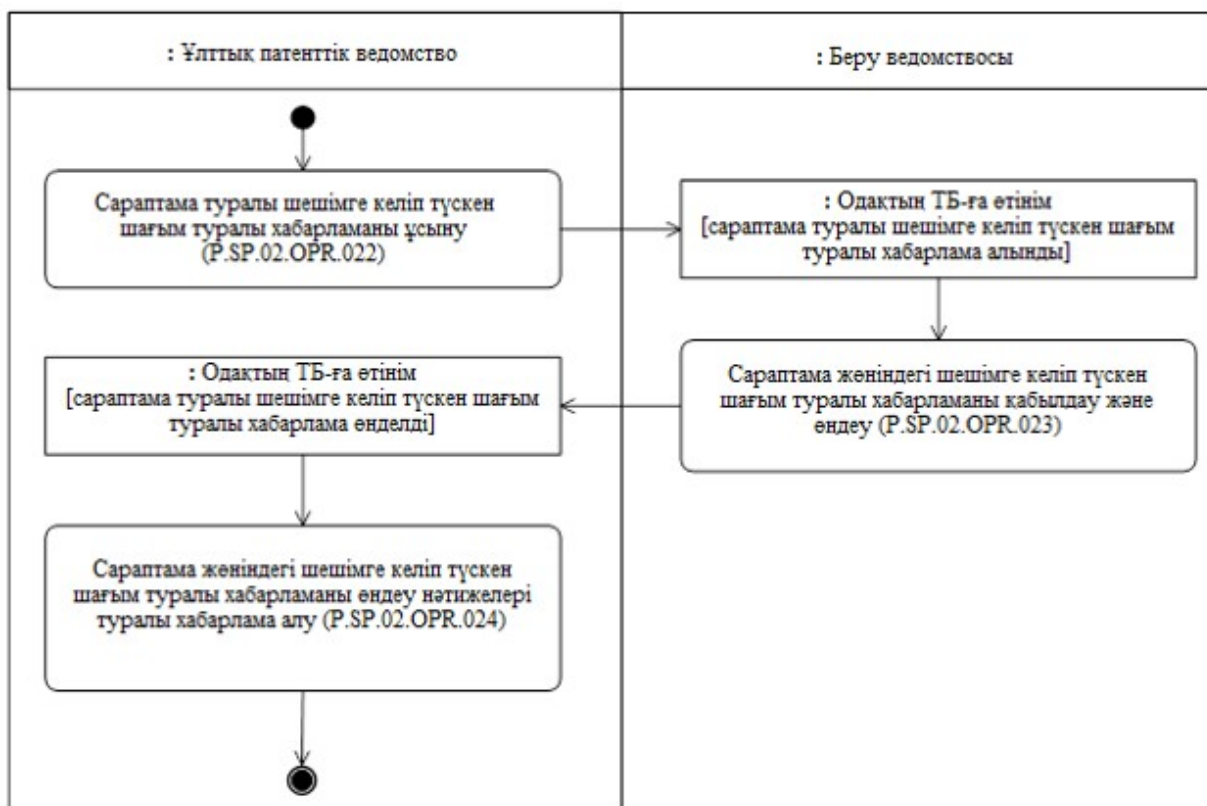 : Ұлттық патенттік ведомство
: Беру ведомствосы
Сараптама туралы шешімге келіп түскен
шағым туралы хабарламаны ұсыну
(P.SP.02.OPR.022)
: Одақтың ТБ-ға өтінім
[сараптама туралы шешімге келіп түскен шағым
туралы хабарлама алынды]
Сараптама жөніндегі шешімге келіп түскен
шағым туралы хабарламаны қабылдау және
өңдеу (P.SP.02.OPR.023)
: Одақтың ТБ-ға өтінім
[сараптама туралы шешімге келіп түскен шағым
туралы хабарлама өңделді]
Сараптама жөніндегі шешімге келіп түскен
шағым туралы хабарламаны өңдеу нәтижелері
туралы хабарлама алу (P.SP.02.OPR.024)